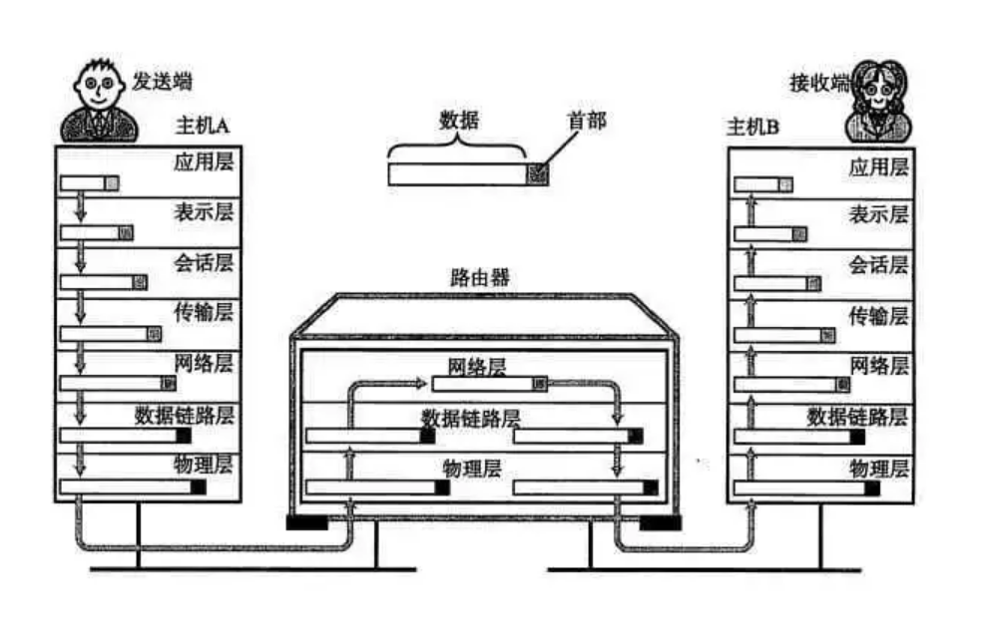 发送端
接收端
主机A
数据
首部
主机B
应用层
表示层
会话层
传输层
网络层
数据链路层
物理层
路由器
网络层
数据链路层
物理层
应用层
表示层
会话层
传输层
网络层
数据链路层
物理层